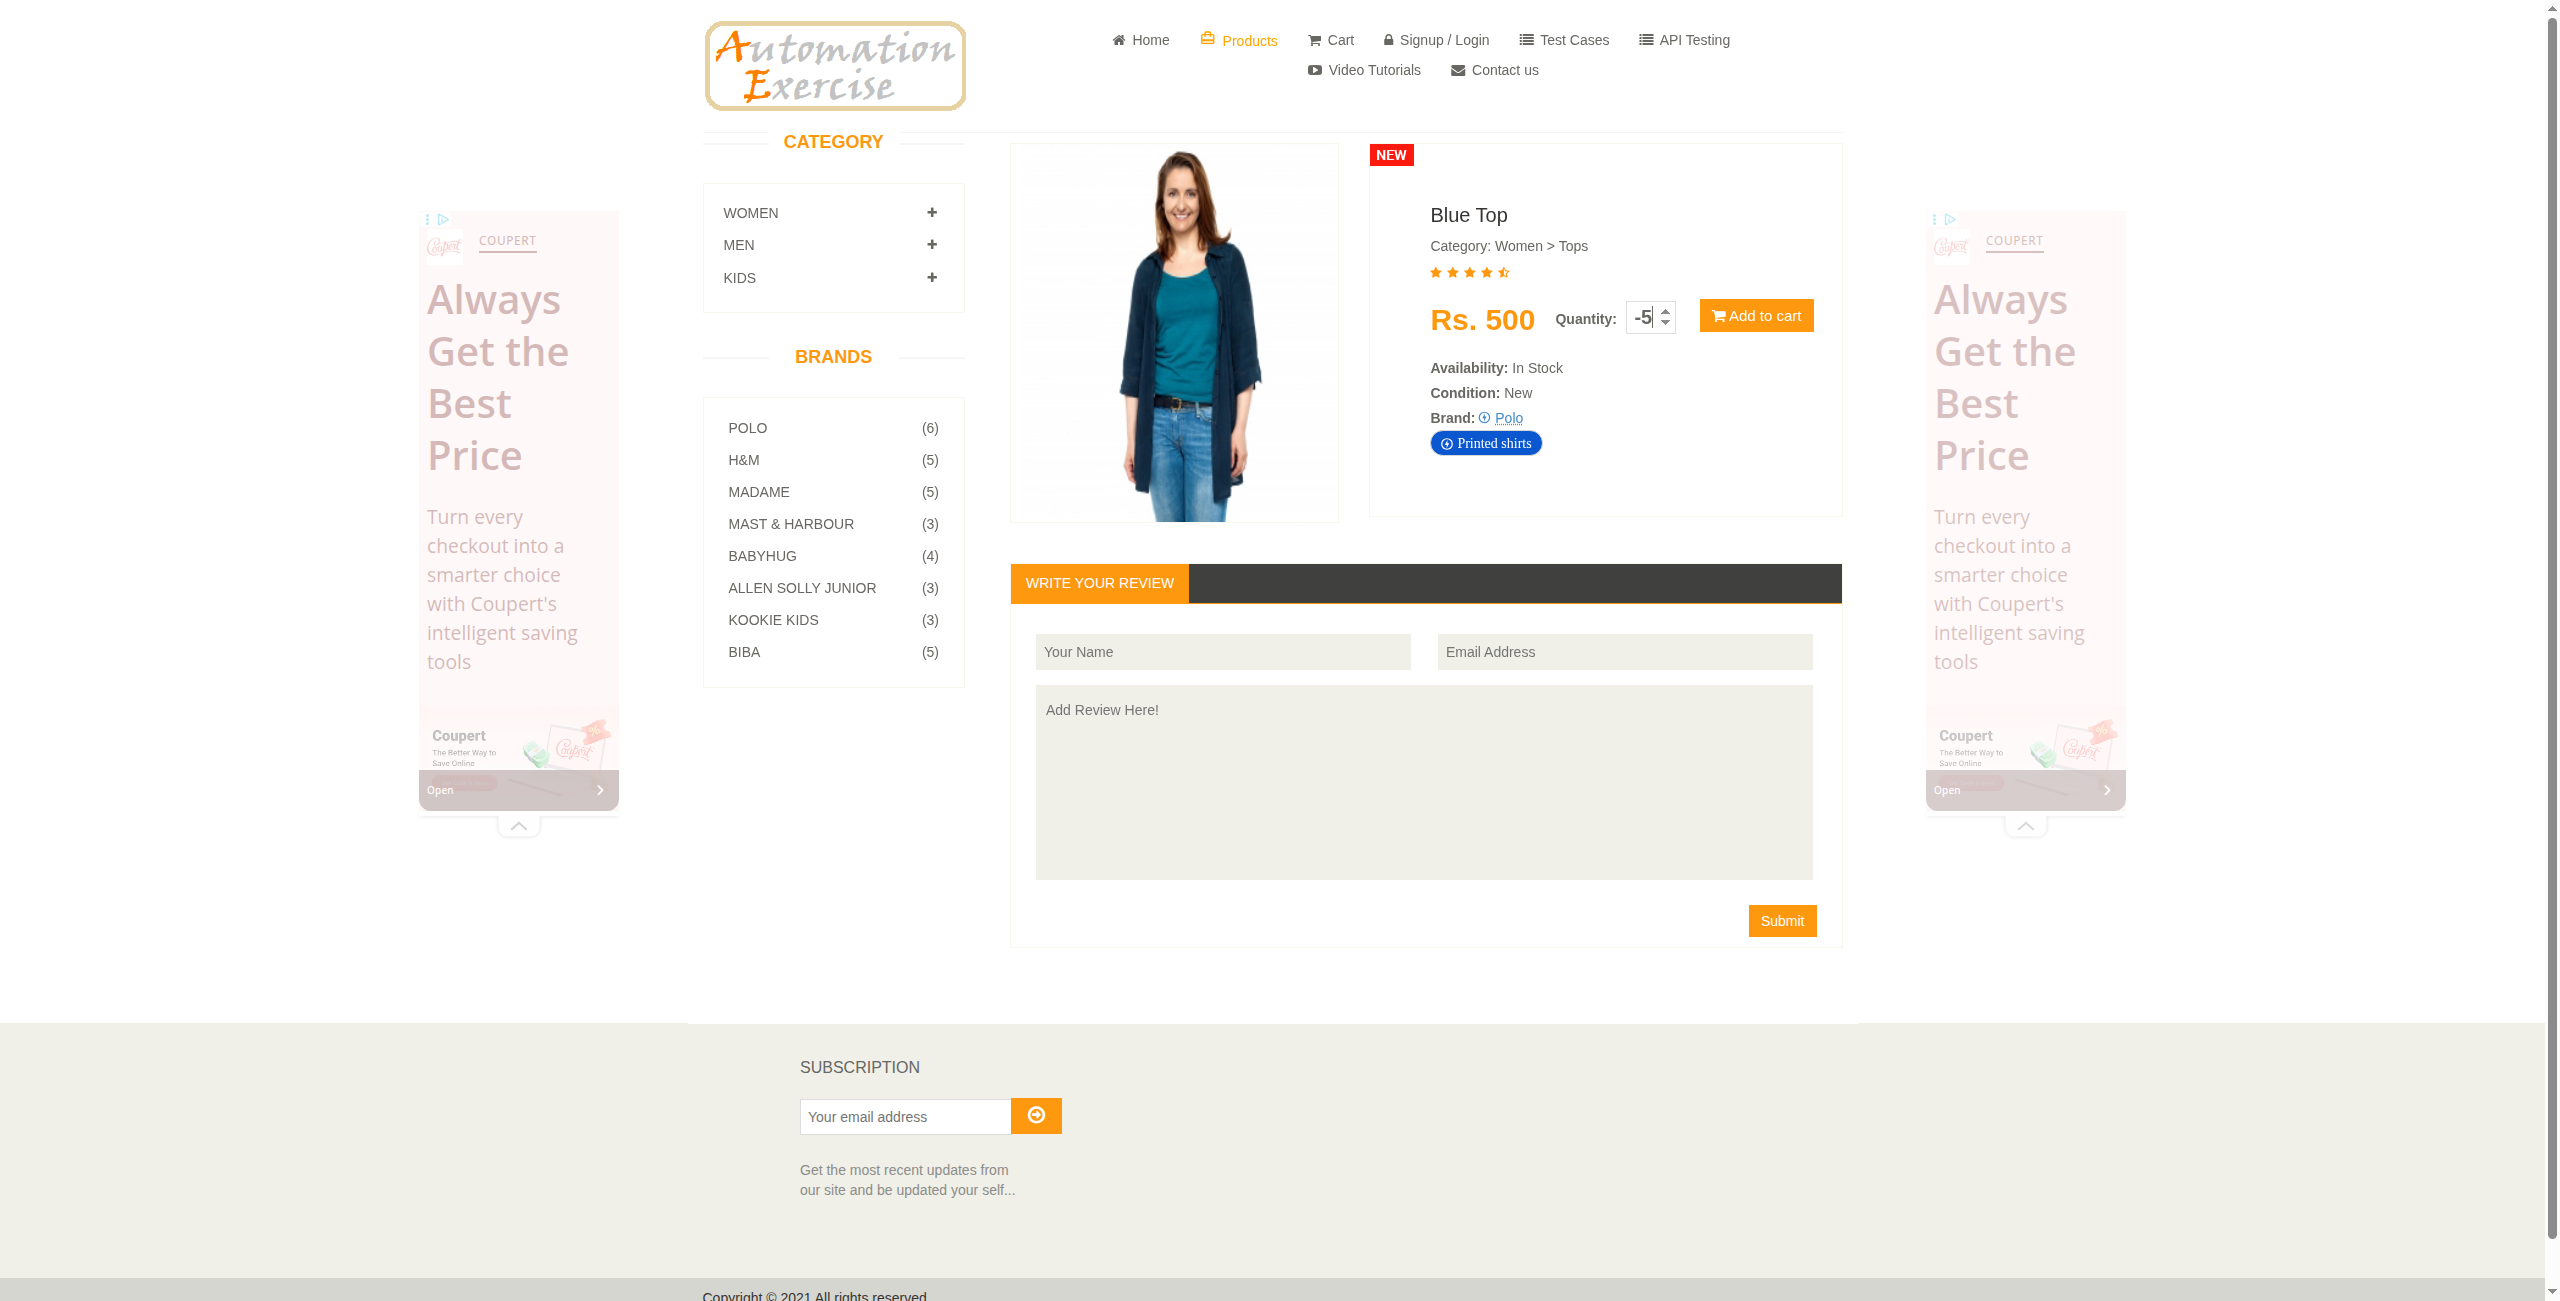 Automation
Exercise
Home
Products
Cart
Signup / Login
Test Cases
API Testing
Video Tutorials
Contact us
CATEGORY
WOMEN
MEN
KIDS
BRANDS
POLO (6)
H&M (5)
MADAME (5)
MAST & HARBOUR (3)
BABYHUG (4)
ALLEN SOLLY JUNIOR (3)
KOOKIE KIDS (3)
BIBA (5)
NEW
Blue Top
Category: Women > Tops
Rs. 500 Quantity: -5 Add to cart
Availability: In Stock
Condition: New
Brand: Polo
Printed shirts
WRITE YOUR REVIEW
Your Name
Email Address
Add Review Here!
Submit
Coupert
COUPERT
Always
Get the
Best
Price
Turn every
checkout into a
smarter choice
with Coupert's
intelligent saving
tools
Coupert
The Better Way to
Save Online
Coupert
Open
Coupert
COUPERT
Always
Get the
Best
Price
Turn every
checkout into a
smarter choice
with Coupert's
intelligent saving
tools
Coupert
The Better Way to
Save Online
Coupert
Open
SUBSCRIPTION
Your email address
Get the most recent updates from
our site and be updated your self...
Copyright © 2021 All rights reserved